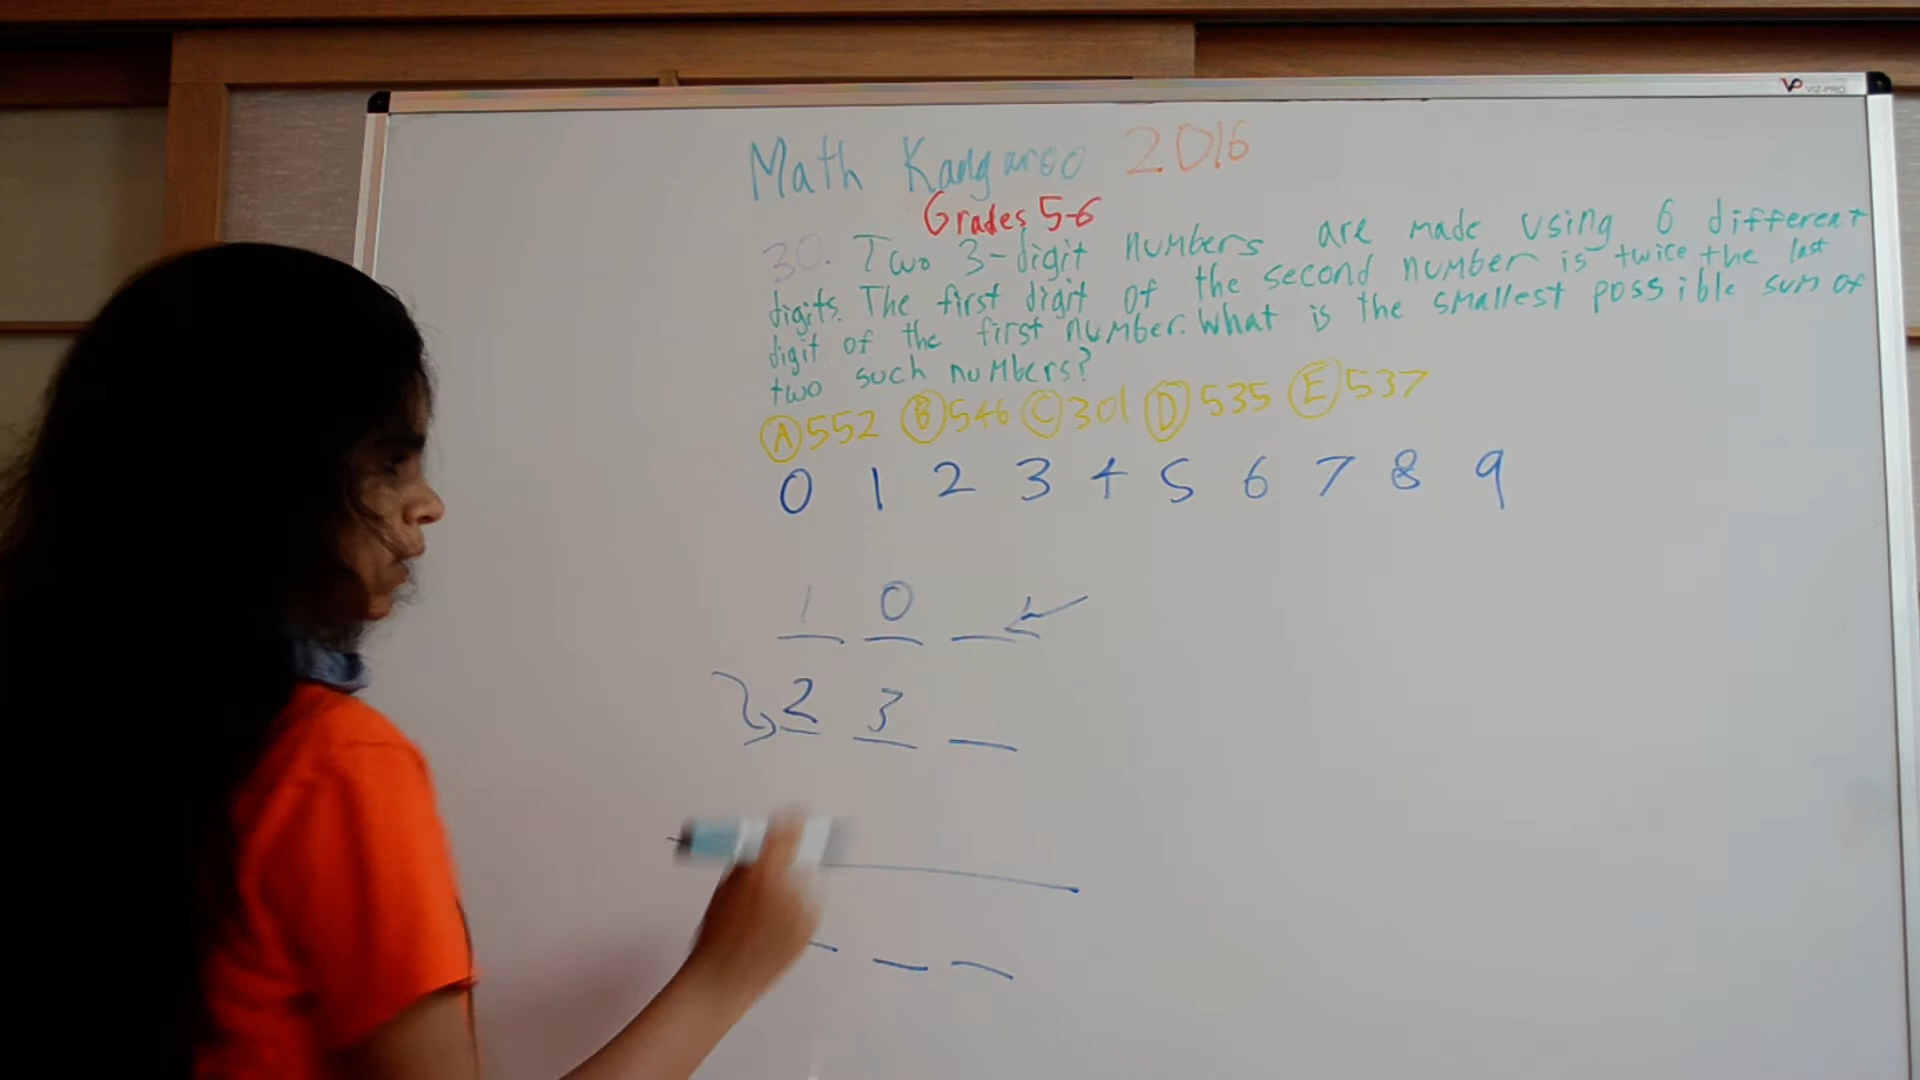 VP VIZ-PRO
Math Kangaroo 2016
Grades 5-6
30. Two 3-digit numbers are made using 6 different
digits. The first digit of the second number is twice the last
digit of the first number. What is the smallest possible sum of
two such numbers?
A 552 B 546 C 301 D 535 E 537
0 1 2 3 4 5 6 7 8 9
1 0
2 3